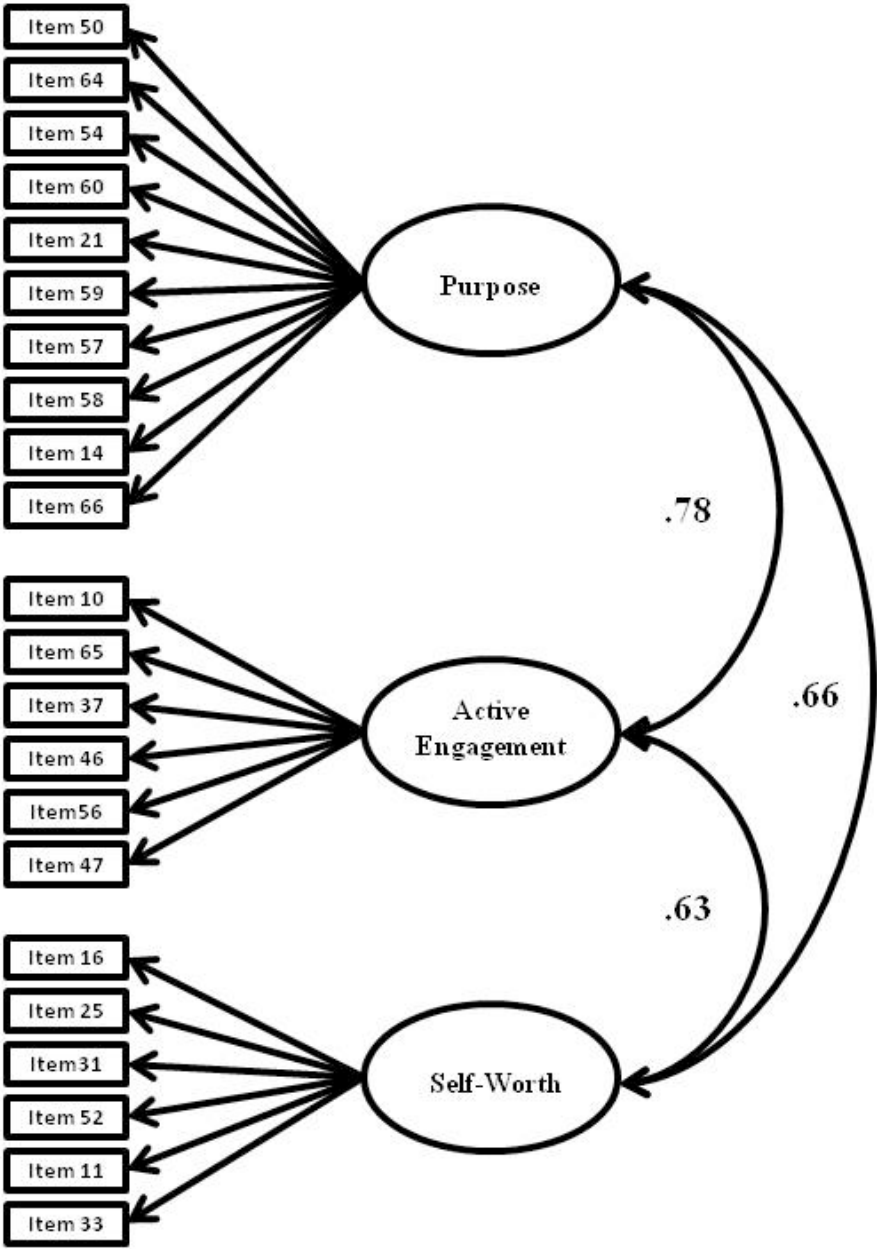 Item 50
Item 64
Item 54
Item 60
Item 21
Item 59
Item 57
Item 58
Item 14
Item 66
Purpose
.78
Item 10
Item 65
Item 37
Item 46
Item56
Item 47
Active
Engagement
.66
.63
Item 16
Item 25
Item31
Item 52
Item 11
Item 33
Self-Worth